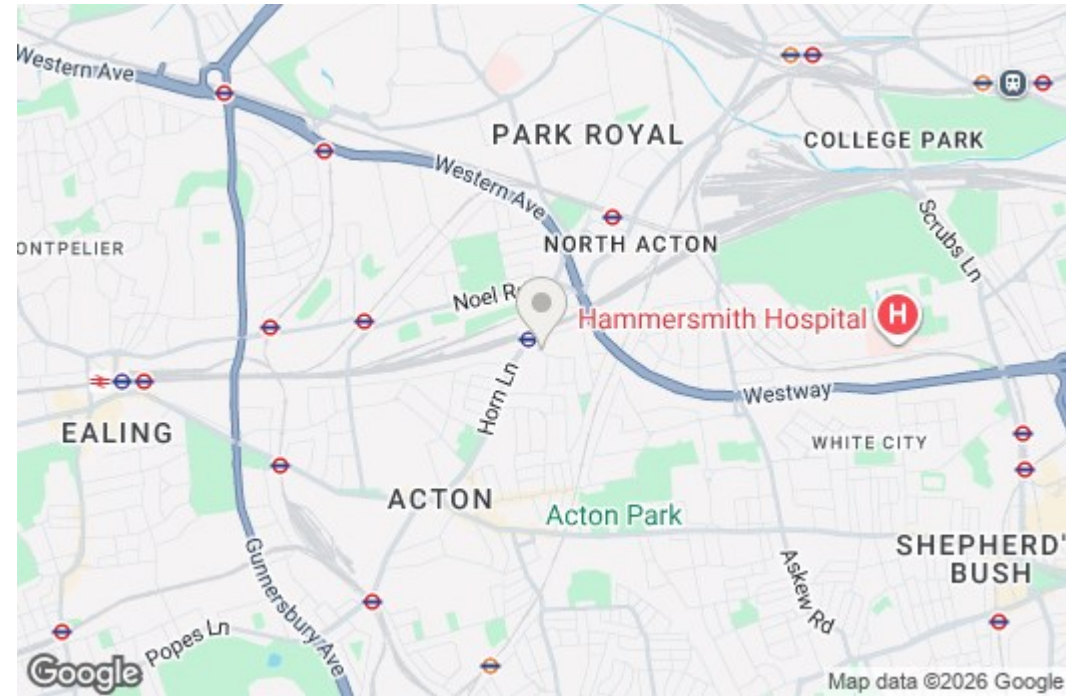 Western Ave
PARK ROYAL
COLLEGE PARK
Western Ave
Scrubs Ln
ONTPELIER
NORTH ACTON
Noel R
Hammersmith Hospital
H
Horn Ln
Westway
EALING
WHITE CITY
ACTON
Acton Park
SHEPHERD'
BUSH
Gunnersbury Ave
Askew Rd
Popes Ln
Google
Map data ©2026 Google